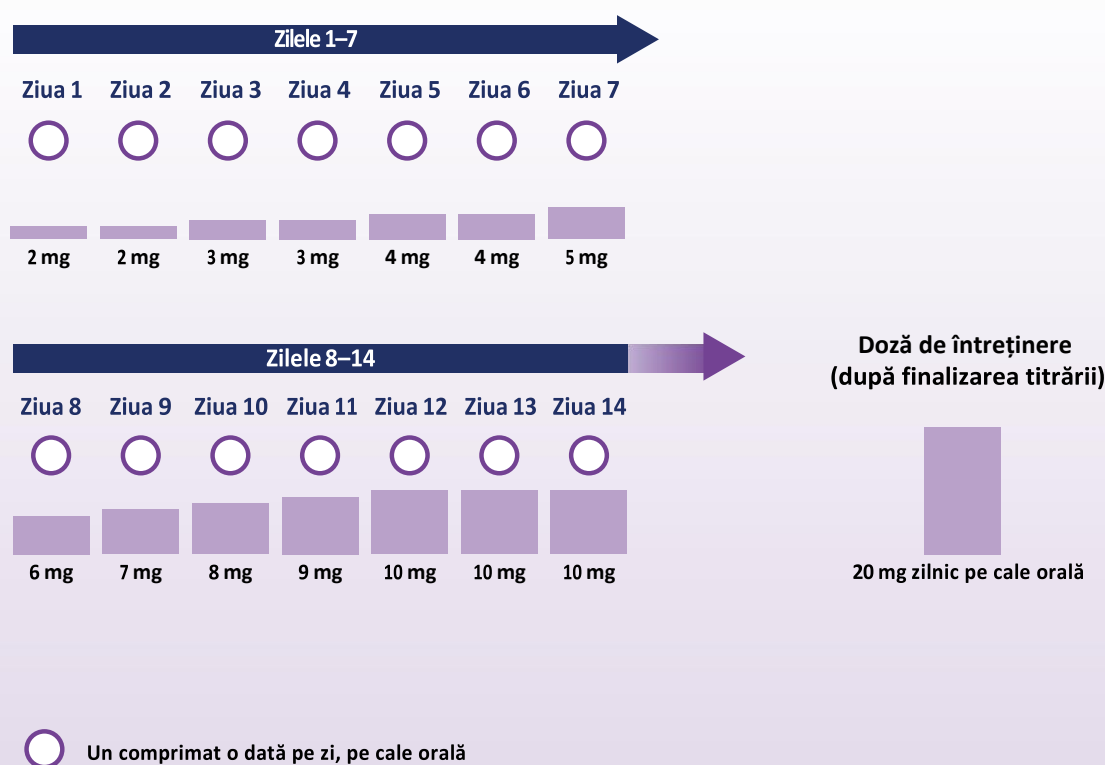 Zilele 1–7
Ziua 1 Ziua 2 Ziua 3 Ziua 4 Ziua 5 Ziua 6 Ziua 7
2 mg 2 mg 3 mg 3 mg 4 mg 4 mg 5 mg
Zilele 8–14
Doză de întreținere
(după finalizarea titrării)
Ziua 8 Ziua 9 Ziua 10 Ziua 11 Ziua 12 Ziua 13 Ziua 14
6 mg 7 mg 8 mg 9 mg 10 mg 10 mg 10 mg
20 mg zilnic pe cale orală
Un comprimat o dată pe zi, pe cale orală